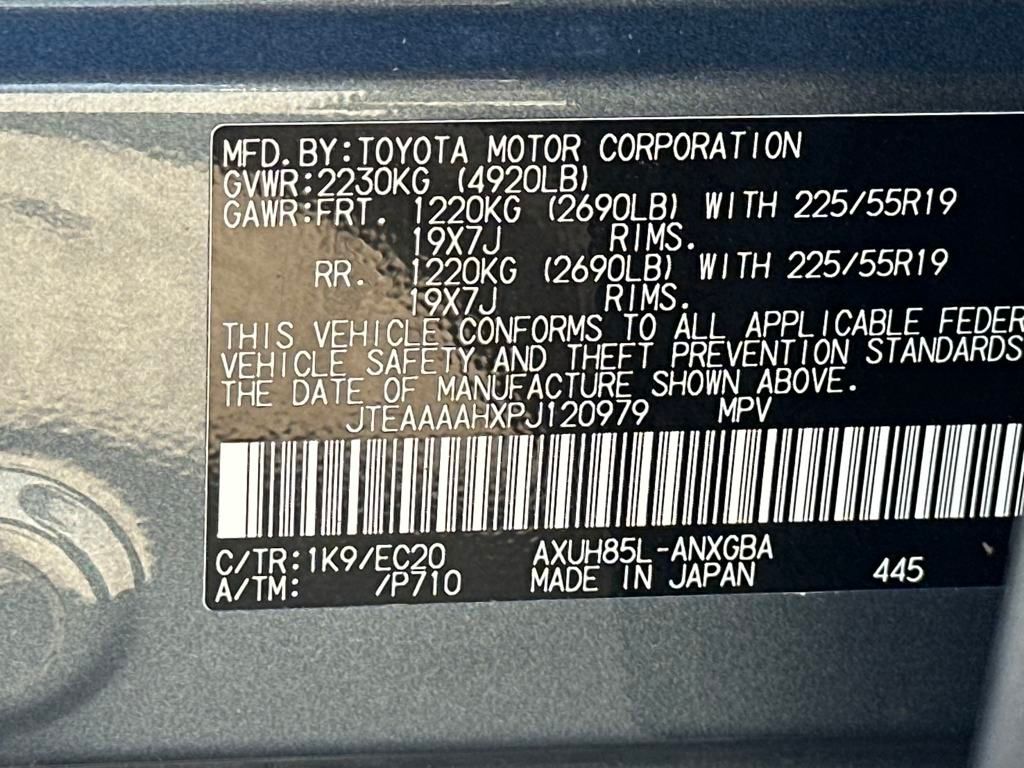 MFD.BY:TOYOTA MOTOR CORPORATION
GVWR:2230KG (4920LB)
GAWR:FRT. 1220KG (2690LB) WITH 225/55R19
19X7J RIMS.
RR. 1220KG (2690LB) WITH 225/55R19
19X7J RIMS.
THIS VEHICLE CONFORMS TO ALL APPLICABLE FEDER
VEHICLE SAFETY AND THEFT PREVENTION STANDARDS
THE DATE OF MANUFACTURE SHOWN ABOVE.
JTEAAAAHXPJ120979 MPV
C/TR:1K9/EC20 AXUH85L-ANXGBA
A/TM: /P710 MADE IN JAPAN 445